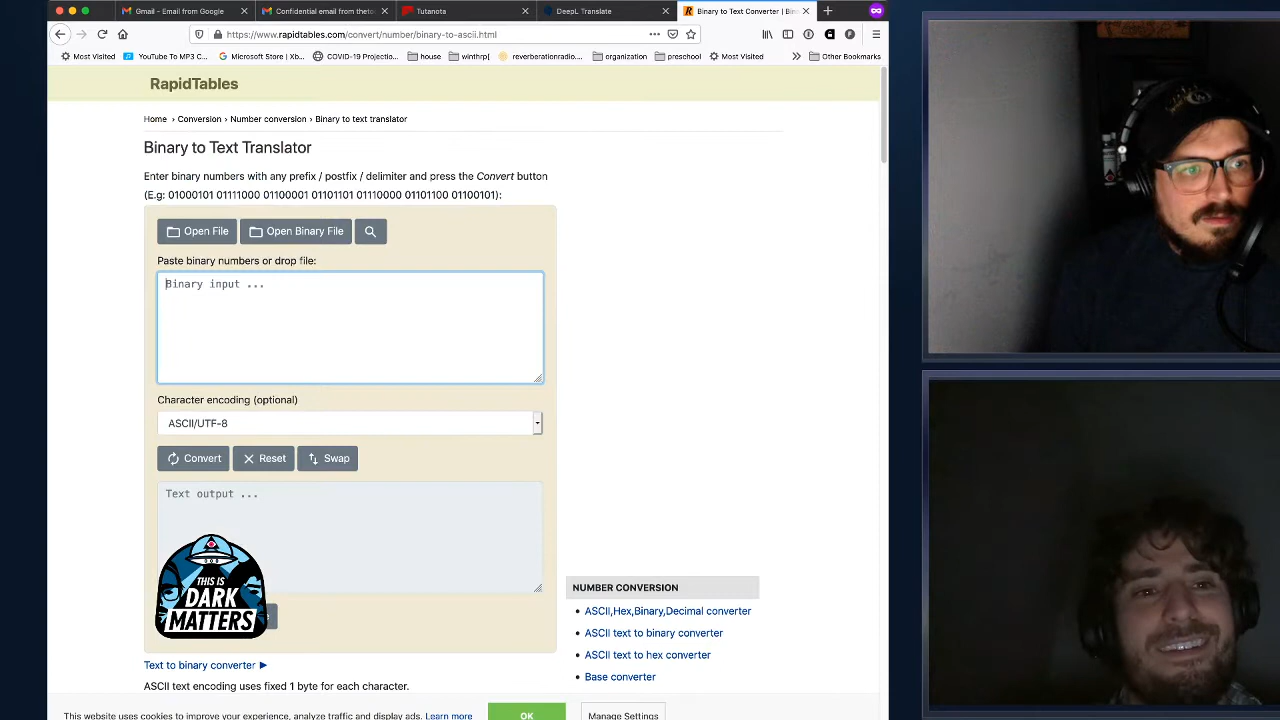 Gmail - Email from Google
Confidential email from theto
Tutanota
DeepL Translate
Binary to Text Converter | Bin
https://www.rapidtables.com/convert/number/binary-to-ascii.html
Most Visited
YouTube To MP3 C...
Microsoft Store | Xb...
COVID-19 Projectio...
house
winthrp[
reverberationradio....
organization
preschool
Most Visited
Other Bookmarks
RapidTables
Home › Conversion › Number conversion › Binary to text translator
Binary to Text Translator
Enter binary numbers with any prefix / postfix / delimiter and press the Convert button
(E.g: 01000101 01111000 01100001 01101101 01110000 01101100 01100101):
Open File
Open Binary File
Paste binary numbers or drop file:
Binary input ...
Character encoding (optional)
ASCII/UTF-8
Convert
Reset
Swap
Text output ...
THIS IS
DARK
MATTERS
NUMBER CONVERSION
ASCII,Hex,Binary,Decimal converter
ASCII text to binary converter
ASCII text to hex converter
Base converter
Text to binary converter ►
ASCII text encoding uses fixed 1 byte for each character.
This website uses cookies to improve your experience, analyze traffic and display ads. Learn more
OK
Manage Settings